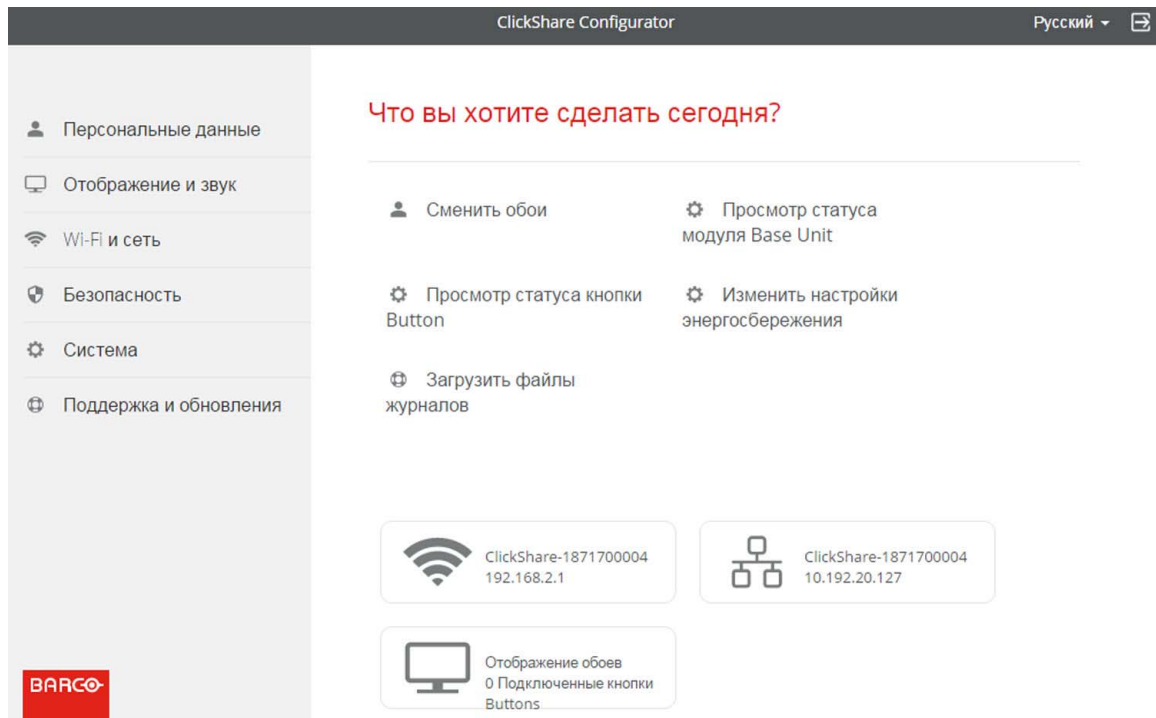 ClickShare Configurator
Русский
Персональные данные
Отображение и звук
Wi-Fi и сеть
Безопасность
Система
Поддержка и обновления
BARCO
Что вы хотите сделать сегодня?
Сменить обои
Просмотр статуса
модуля Base Unit
Просмотр статуса кнопки
Button
Изменить настройки
энергосбережения
Загрузить файлы
журналов
ClickShare-1871700004
192.168.2.1
ClickShare-1871700004
10.192.20.127
Отображение обоев
0 Подключенные кнопки
Buttons